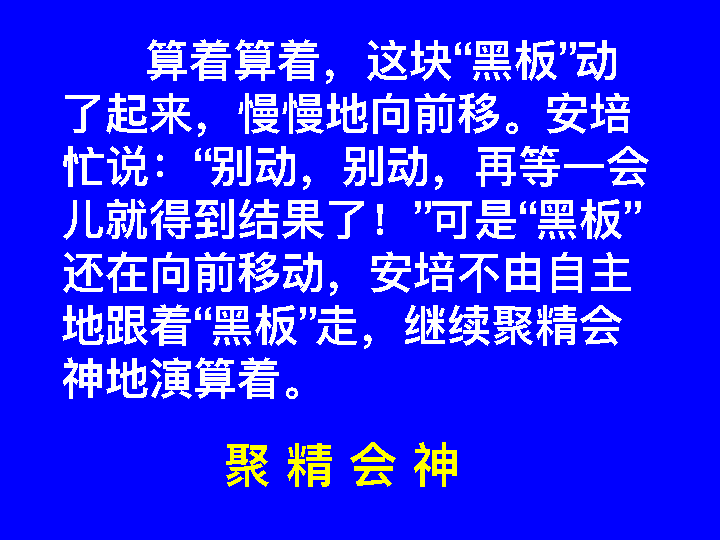 算着算着，这块“黑板”动
了起来，慢慢地向前移。安培
忙说：“别动，别动，再等一会
儿就得到结果了！”可是“黑板”
还在向前移动，安培不由自主
地跟着“黑板”走，继续聚精会
神地演算着。
聚 精 会 神